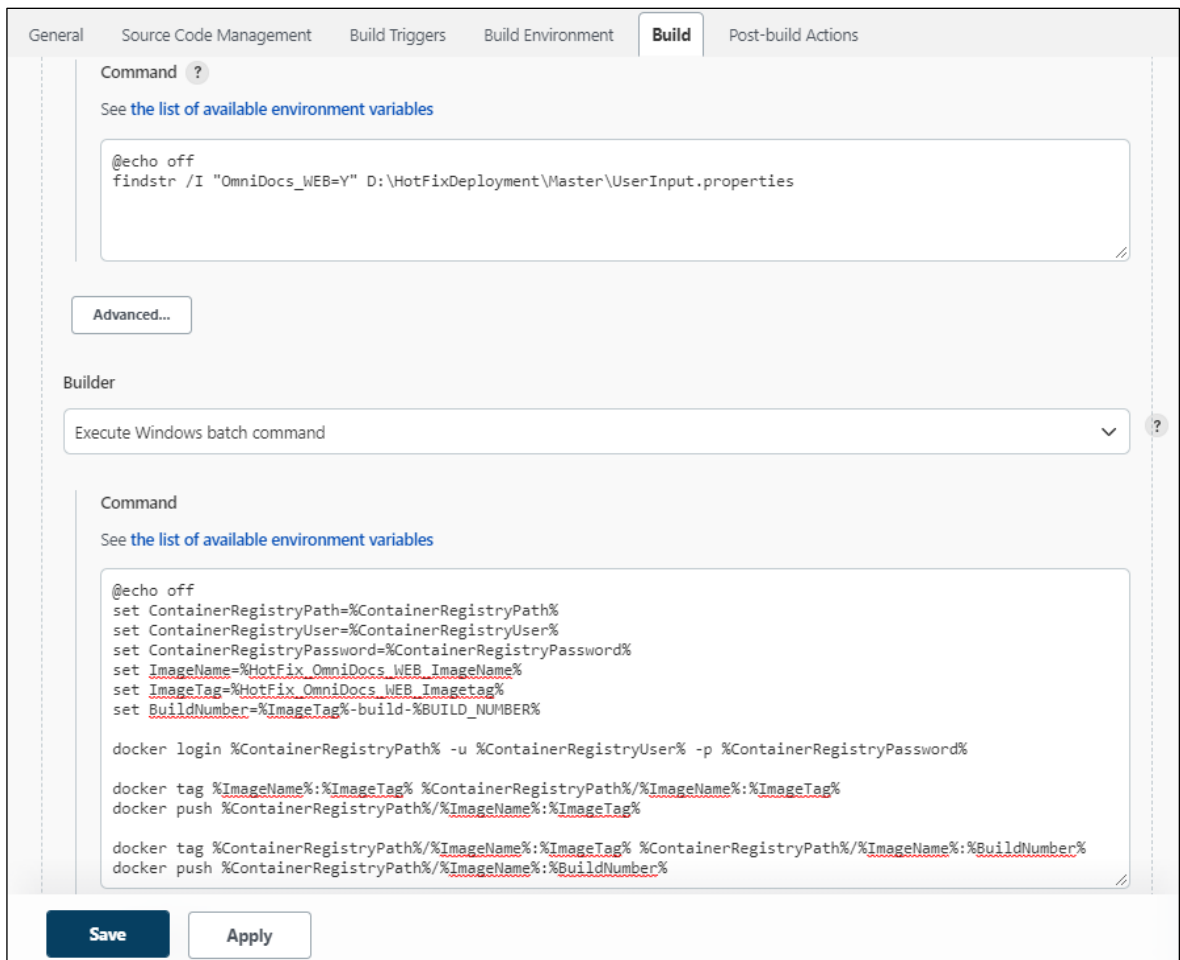 General Source Code Management Build Triggers Build Environment Build Post-build Actions
Command ?
See the list of available environment variables
@echo off
findstr /I "OmniDocs_WEB=Y" D:\HotFixDeployment\Master\UserInput.properties
Advanced...
Builder
Execute Windows batch command
?
Command
See the list of available environment variables
@echo off
set ContainerRegistryPath=%ContainerRegistryPath%
set ContainerRegistryUser=%ContainerRegistryUser%
set ContainerRegistryPassword=%ContainerRegistryPassword%
set ImageName=%HotFix_OmniDocs_WEB_ImageName%
set ImageTag=%HotFix_OmniDocs_WEB_Imagetag%
set BuildNumber=%ImageTag%-build-%BUILD_NUMBER%
docker login %ContainerRegistryPath% -u %ContainerRegistryUser% -p %ContainerRegistryPassword%
docker tag %ImageName%:%ImageTag% %ContainerRegistryPath%/%ImageName%:%ImageTag%
docker push %ContainerRegistryPath%/%ImageName%:%ImageTag%
docker tag %ContainerRegistryPath%/%ImageName%:%ImageTag% %ContainerRegistryPath%/%ImageName%:%BuildNumber%
docker push %ContainerRegistryPath%/%ImageName%:%BuildNumber%
Save Apply